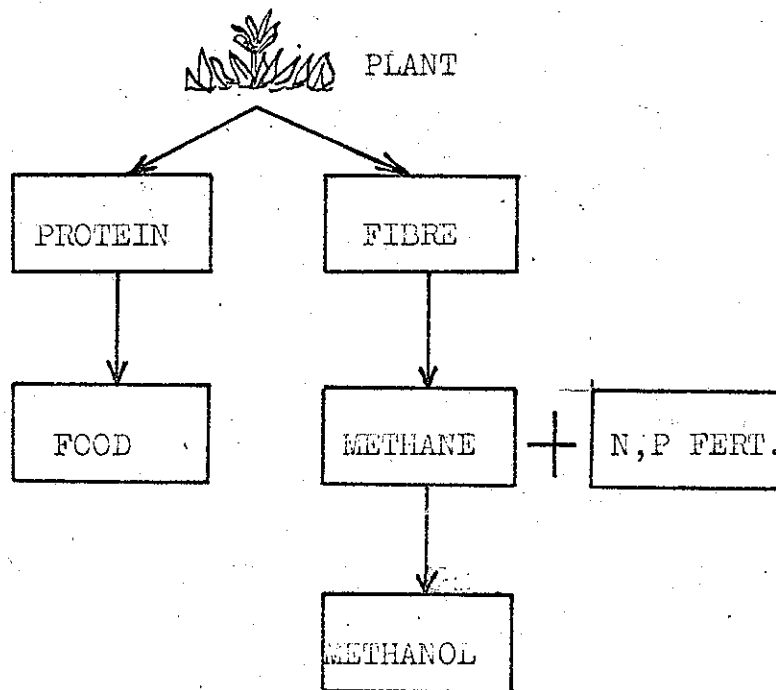 PLANT
PROTEIN FIBRE
FOOD METHANE + N,P FERT.
METHANOL